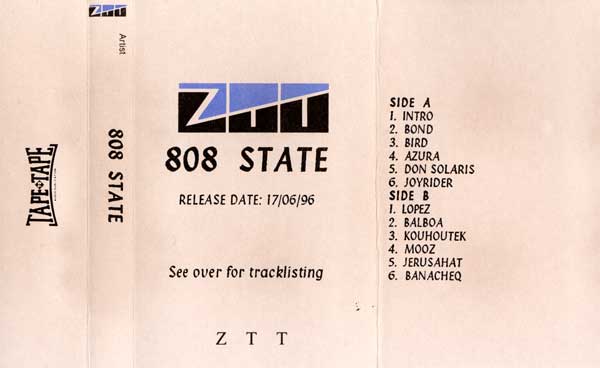 TAPE TO TAPE
ZTT
Artist
808 STATE
ZTT
808 STATE
RELEASE DATE: 17/06/96
See over for tracklisting
Z T T
SIDE A
1. INTRO
2. BOND
3. BIRD
4. AZURA
5. DON SOLARIS
6. JOYRIDER
SIDE B
1. LOPEZ
2. BALBOA
3. KOUHOUTEK
4. MOOZ
5. JERUSAHAT
6. BANACHEQ